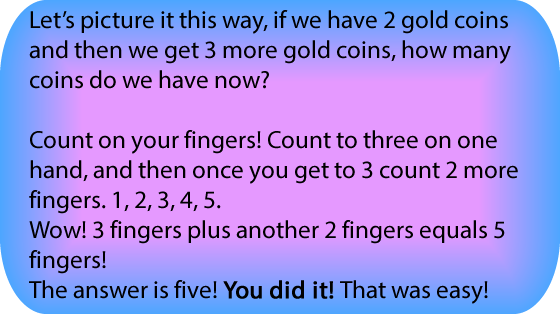 Let's picture it this way, if we have 2 gold coins
and then we get 3 more gold coins, how many
coins do we have now?
Count on your fingers! Count to three on one
hand, and then once you get to 3 count 2 more
fingers. 1, 2, 3, 4, 5.
Wow! 3 fingers plus another 2 fingers equals 5
fingers!
The answer is five! You did it! That was easy!